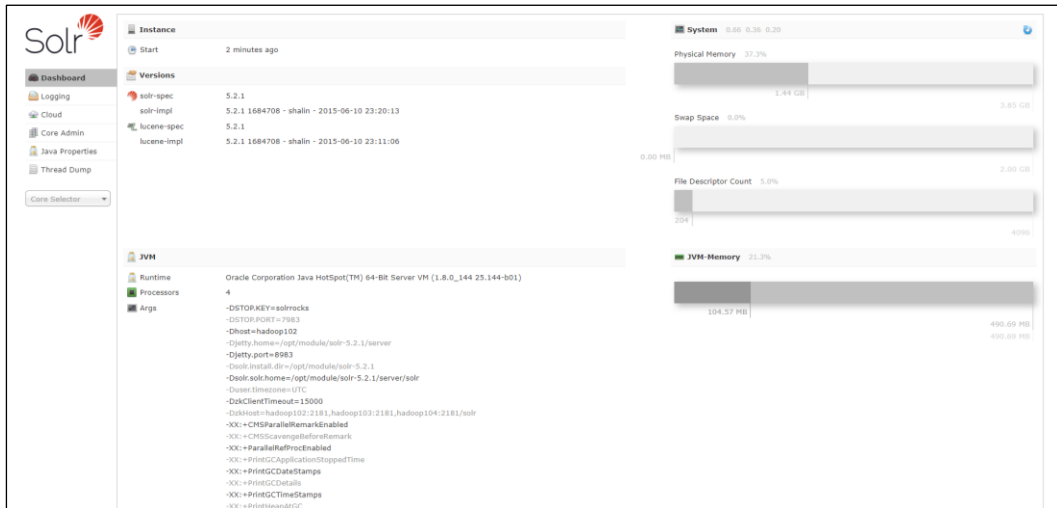 Solr
Dashboard
Logging
Cloud
Core Admin
Java Properties
Thread Dump
Core Selector
Instance
Start 2 minutes ago
Versions
solr-spec 5.2.1
solr-impl 5.2.1 1684708 - shalin - 2015-06-10 23:20:13
lucene-spec 5.2.1
lucene-impl 5.2.1 1684708 - shalin - 2015-06-10 23:11:06
System 0.66 0.36 0.20
Physical Memory 37.3%
1.44 GB
3.85 GB
Swap Space 0.0%
0.00 MB
2.00 GB
File Descriptor Count 5.0%
204
4096
JVM
Runtime Oracle Corporation Java HotSpot(TM) 64-Bit Server VM (1.8.0_144 25.144-b01)
Processors 4
Args -DSTOP.KEY=solrrocks
-DSTOP.PORT=7983
-Dhost=hadoop102
-Djetty.home=/opt/module/solr-5.2.1/server
-Djetty.port=8983
-Dsolr.install.dir=/opt/module/solr-5.2.1
-Dsolr.solr.home=/opt/module/solr-5.2.1/server/solr
-Duser.timezone=UTC
-DzkClientTimeout=15000
-DzkHost=hadoop102:2181,hadoop103:2181,hadoop104:2181/solr
-XX:+CMSParallelRemarkEnabled
-XX:+CMSScavengeBeforeRemark
-XX:+ParallelRefProcEnabled
-XX:+PrintGCApplicationStoppedTime
-XX:+PrintGCDateStamps
-XX:+PrintGCDetails
-XX:+PrintGCTimeStamps
-XX:+PrintHeapAtGC
JVM-Memory 21.3%
104.57 MB
490.69 MB
490.69 MB